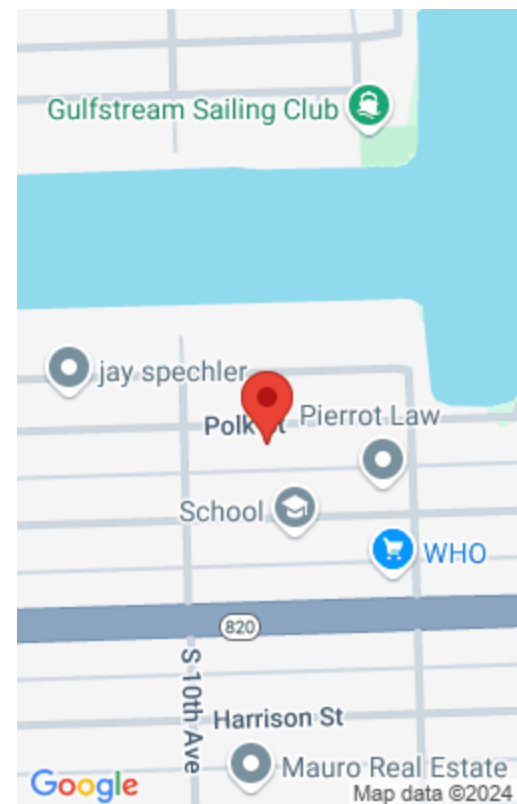 Gulfstream Sailing Club
jay spechler
Polk St
Pierrot Law
School
WHO
820
S 10th Ave
Harrison St
Mauro Real Estate
Google
Map data ©2024